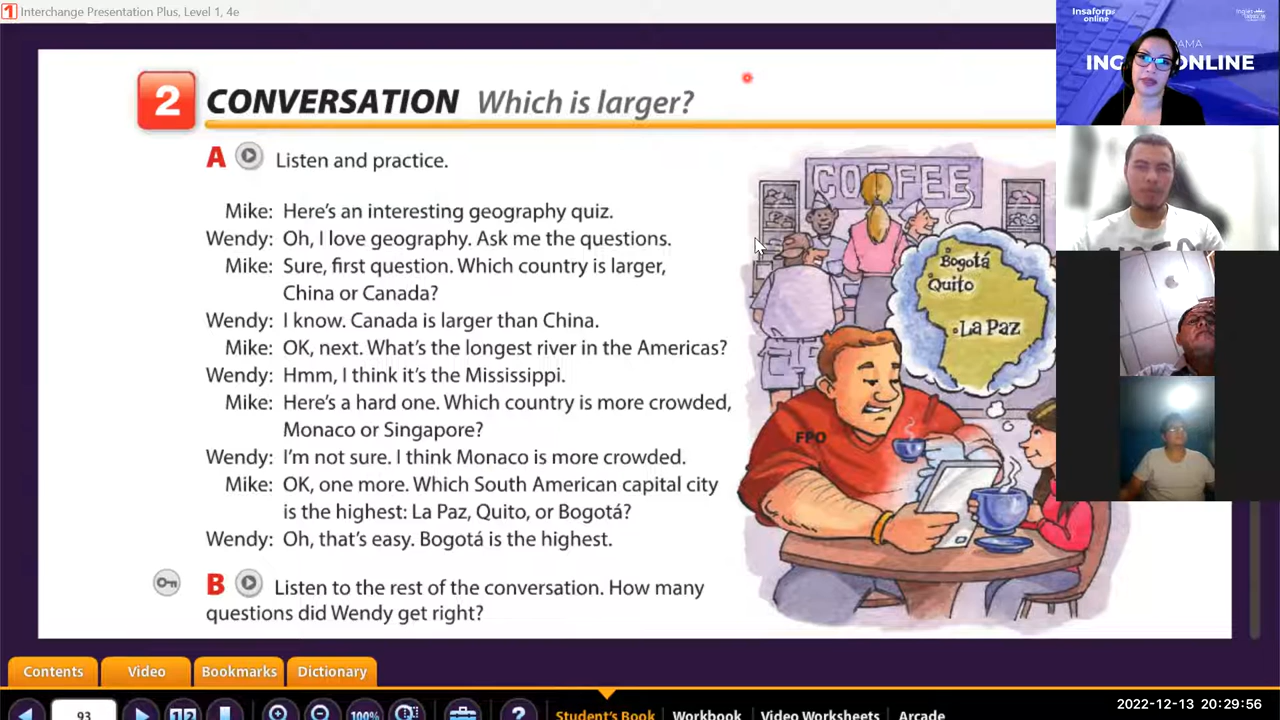 Interchange Presentation Plus, Level 1, 4e
Insaforp
online
INGLÉS ONLINE
2 CONVERSATION Which is larger?
A Listen and practice.
Mike: Here's an interesting geography quiz.
Wendy: Oh, I love geography. Ask me the questions.
Mike: Sure, first question. Which country is larger,
China or Canada?
Wendy: I know. Canada is larger than China.
Mike: OK, next. What's the longest river in the Americas?
Wendy: Hmm, I think it's the Mississippi.
Mike: Here's a hard one. Which country is more crowded,
Monaco or Singapore?
Wendy: I'm not sure. I think Monaco is more crowded.
Mike: OK, one more. Which South American capital city
is the highest: La Paz, Quito, or Bogotá?
Wendy: Oh, that's easy. Bogotá is the highest.
B Listen to the rest of the conversation. How many
questions did Wendy get right?
COFFEE
Bogotá
Quito
La Paz
FPO
Contents Video Bookmarks Dictionary
93 100% ? Student's Book Workbook Video Worksheets Arcade
2022-12-13 20:29:56